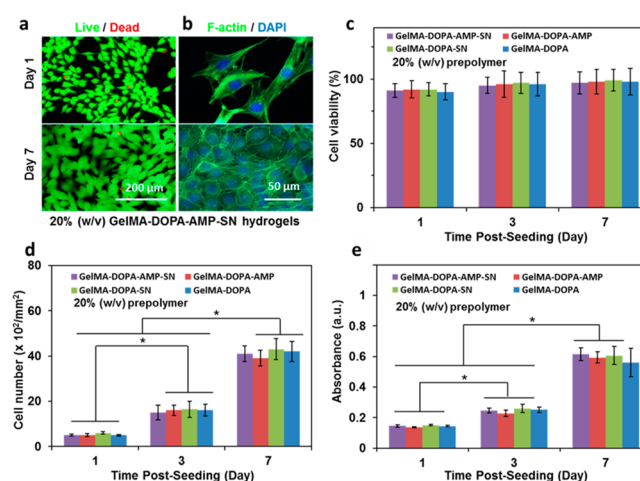 a
Live / Dead
b
F-actin / DAPI
Day 1
Day 7
200 μm
50 μm
20% (w/v) GelMA-DOPA-AMP-SN hydrogels
c
GelMA-DOPA-AMP-SN
GelMA-DOPA-AMP
GelMA-DOPA-SN
GelMA-DOPA
20% (w/v) prepolymer
Cell viability (%)
100
50
0
1
3
7
Time Post-Seeding (Day)
d
GelMA-DOPA-AMP-SN
GelMA-DOPA-AMP
GelMA-DOPA-SN
GelMA-DOPA
20% (w/v) prepolymer
Cell number (x 10²/mm²)
80
60
40
20
0
*
*
1
3
7
Time Post-Seeding (Day)
e
GelMA-DOPA-AMP-SN
GelMA-DOPA-AMP
GelMA-DOPA-SN
GelMA-DOPA
20% (w/v) prepolymer
Absorbance (a.u.)
1
0.8
0.6
0.4
0.2
0
*
*
1
3
7
Time Post-Seeding (Day)